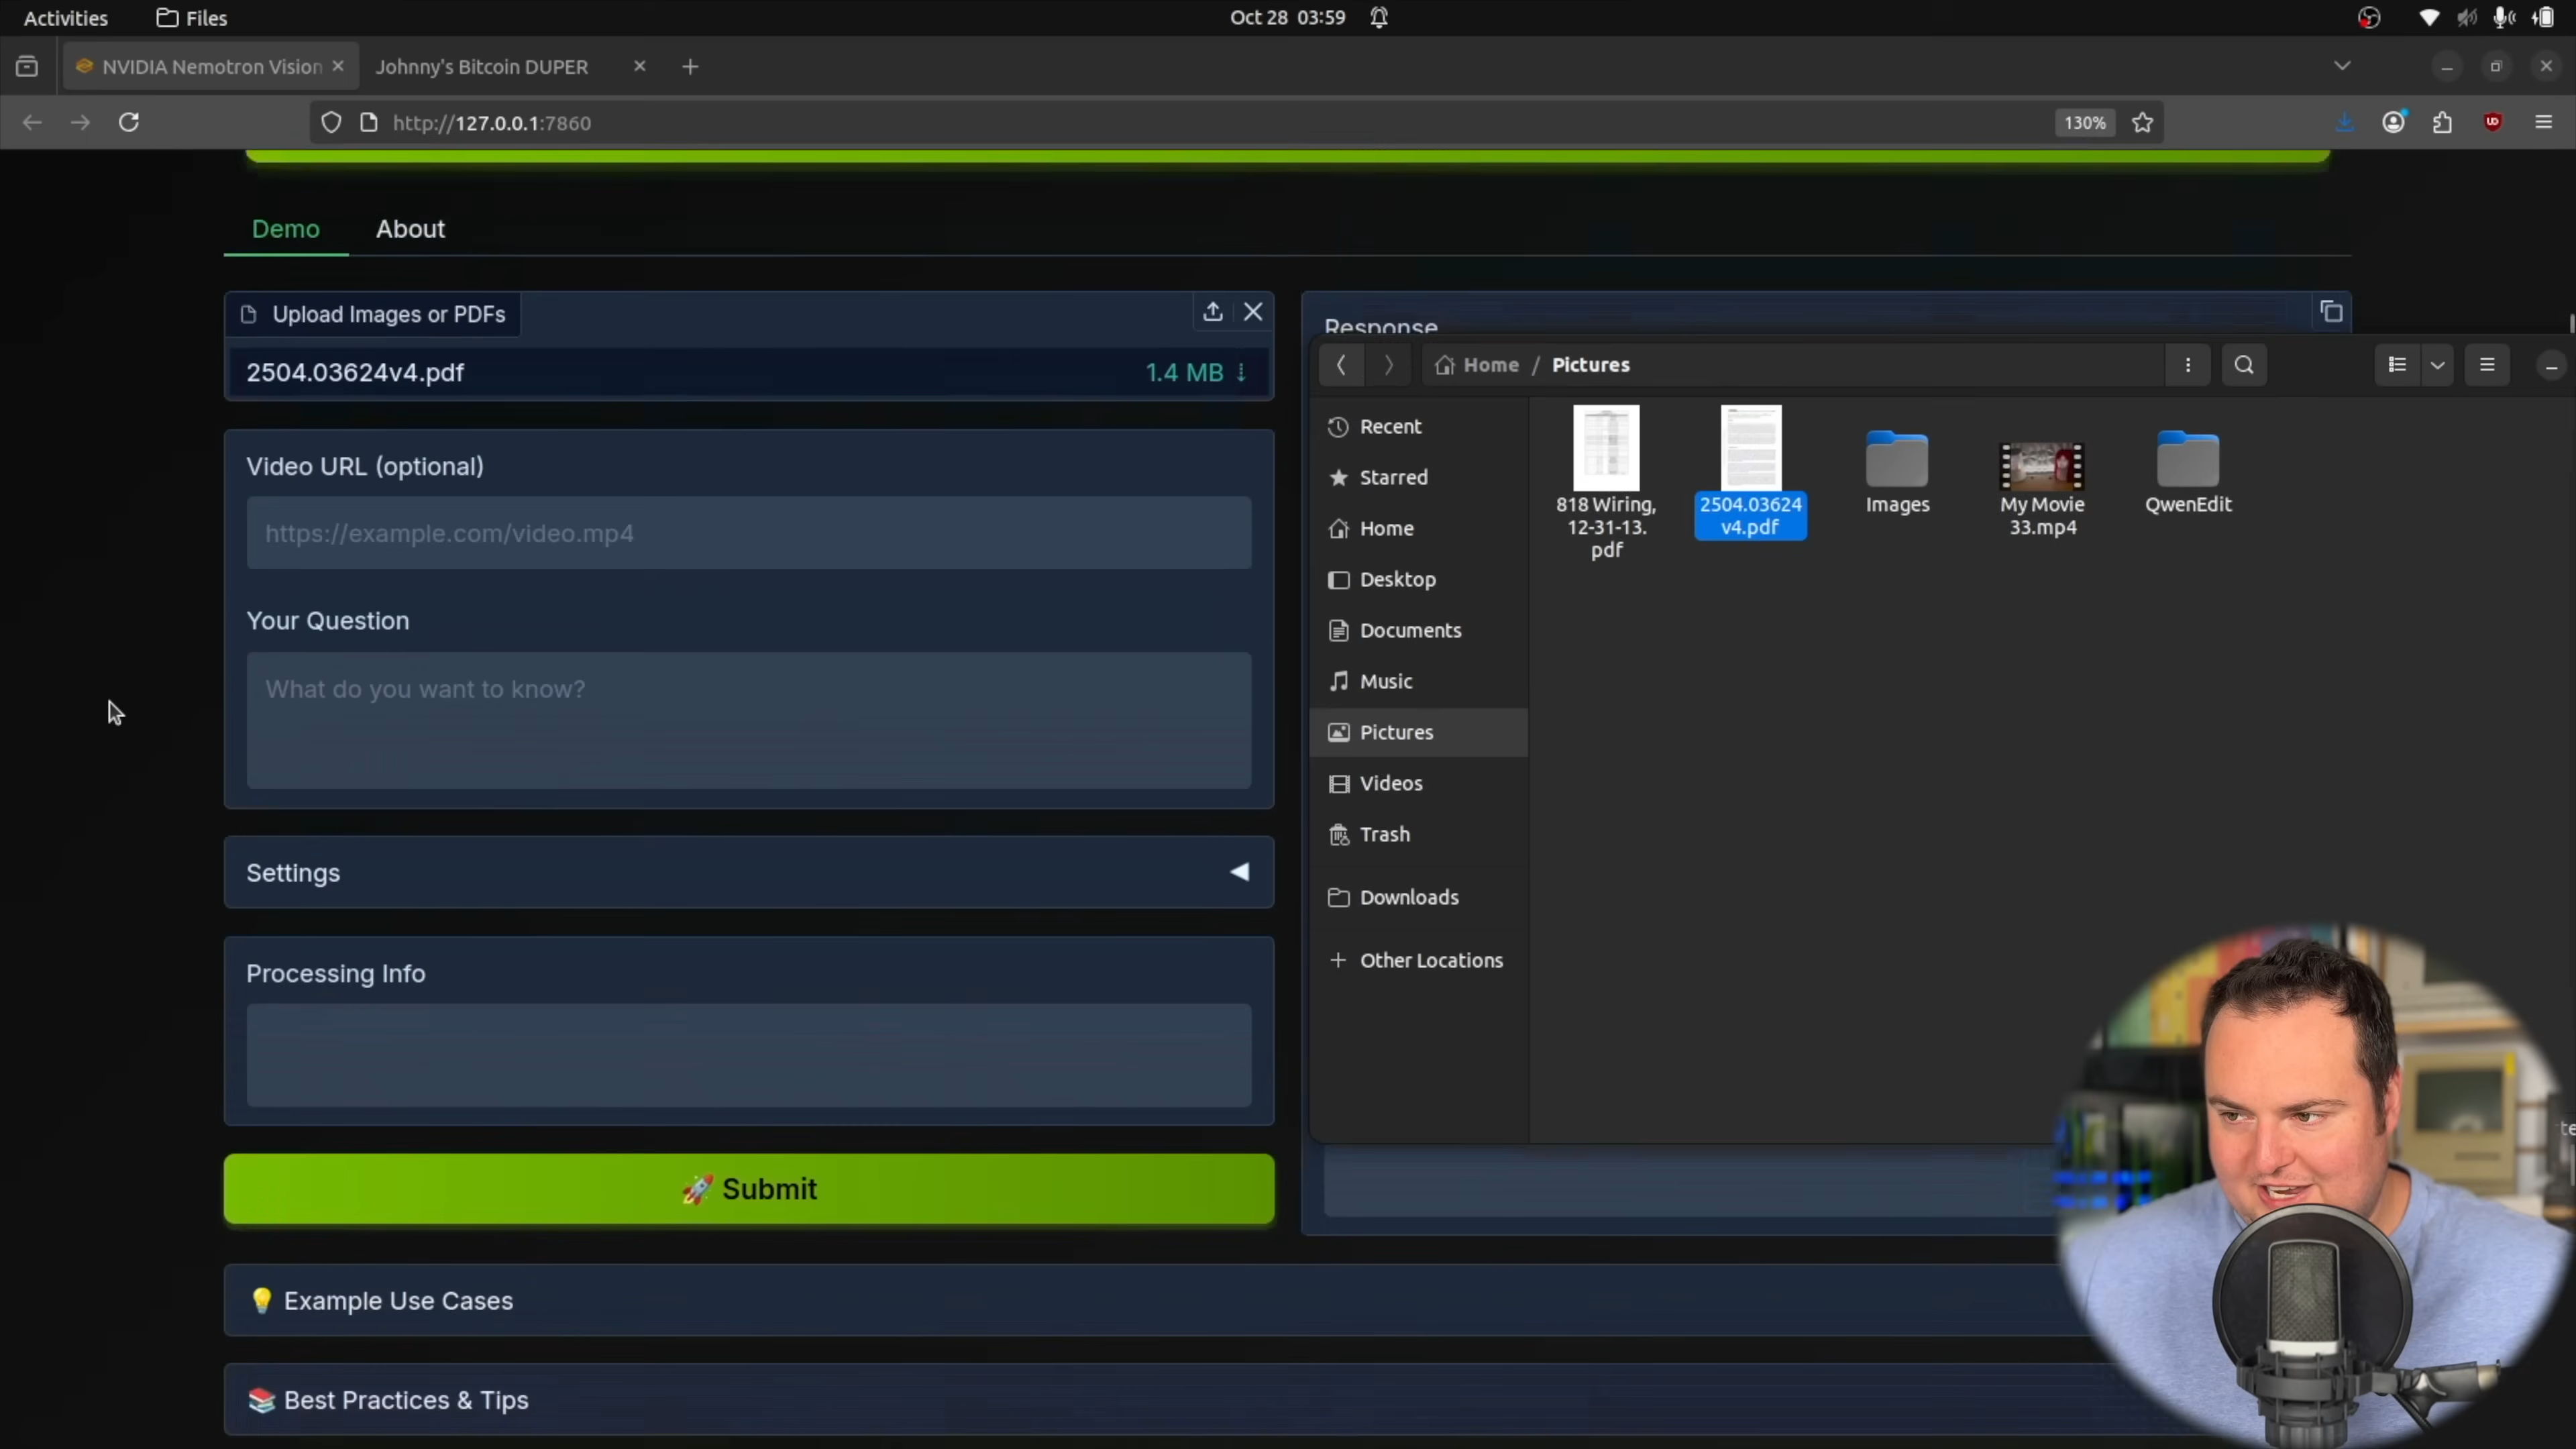 Activities
Files
Oct 28 03:59
NVIDIA Nemotron Vision
Johnny's Bitcoin DUPER
http://127.0.0.1:7860
130%
Demo
About
Upload Images or PDFs
2504.03624v4.pdf
1.4 MB ↓
Video URL (optional)
https://example.com/video.mp4
Your Question
What do you want to know?
Settings
Processing Info
🚀 Submit
💡 Example Use Cases
📚 Best Practices & Tips
Response
Home / Pictures
Recent
Starred
Home
Desktop
Documents
Music
Pictures
Videos
Trash
Downloads
+ Other Locations
818 Wiring,
12-31-13.
pdf
2504.03624
v4.pdf
Images
My Movie
33.mp4
QwenEdit